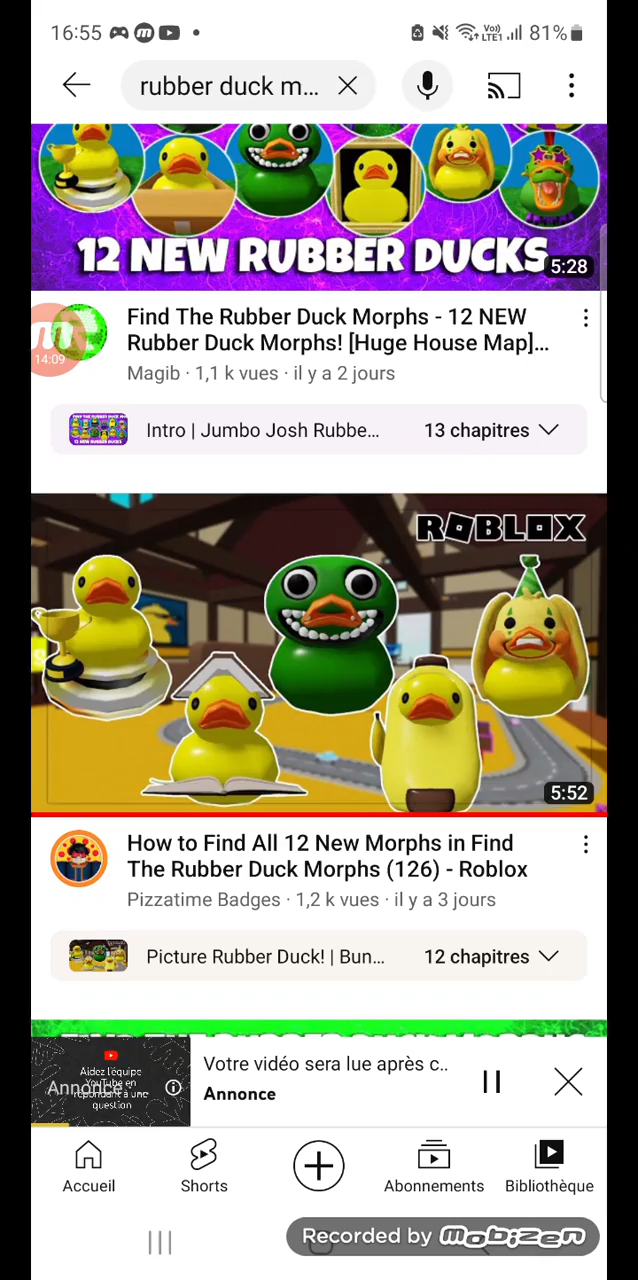 16:55
Vo)) LTE1
81%
rubber duck m...
12 NEW RUBBER DUCKS
5:28
m
14:09
Find The Rubber Duck Morphs - 12 NEW
Rubber Duck Morphs! [Huge House Map]...
Magib · 1,1 k vues · il y a 2 jours
Intro | Jumbo Josh Rubbe...
13 chapitres
ROBLOX
5:52
How to Find All 12 New Morphs in Find
The Rubber Duck Morphs (126) - Roblox
Pizzatime Badges · 1,2 k vues · il y a 3 jours
Picture Rubber Duck! | Bun...
12 chapitres
Aidez l'équipe
YouTube en
répondant à une
question
Annonce
Votre vidéo sera lue après c..
Annonce
Accueil
Shorts
Abonnements
Bibliothèque
Recorded by mobizen